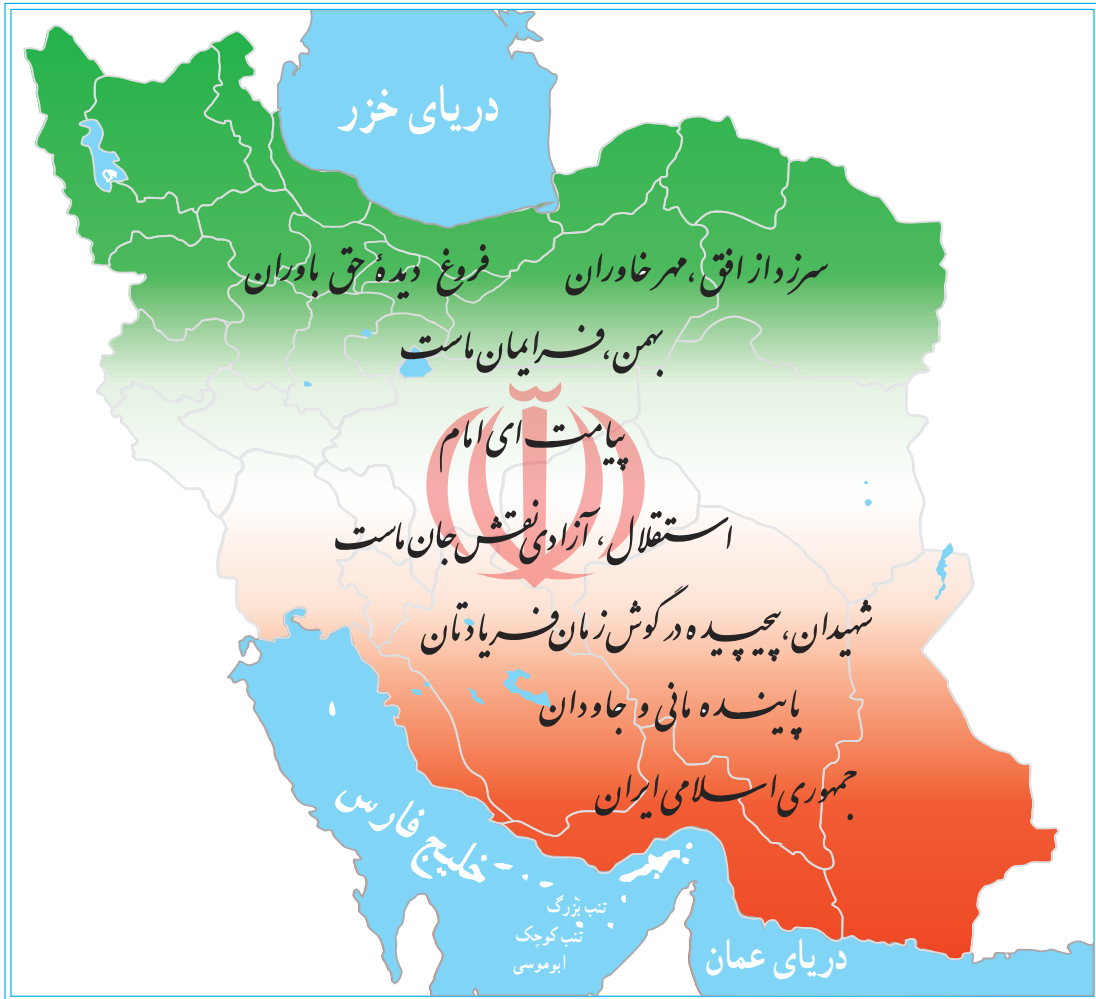 دریای خزر
سرزد از افق، مهر خاوران فروغ دیدهٔ حق باوران
بهمن، فر ایمان ماست
پیامت ای امام
استقلال، آزادی نقش جان ماست
شهیدان، پیچیده در گوش زمان فریادتان
پاینده مانی و جاودان
جمهوری اسلامی ایران
خلیج فارس
تنب بزرگ
تنب کوچک
ابوموسی
دریای عمان